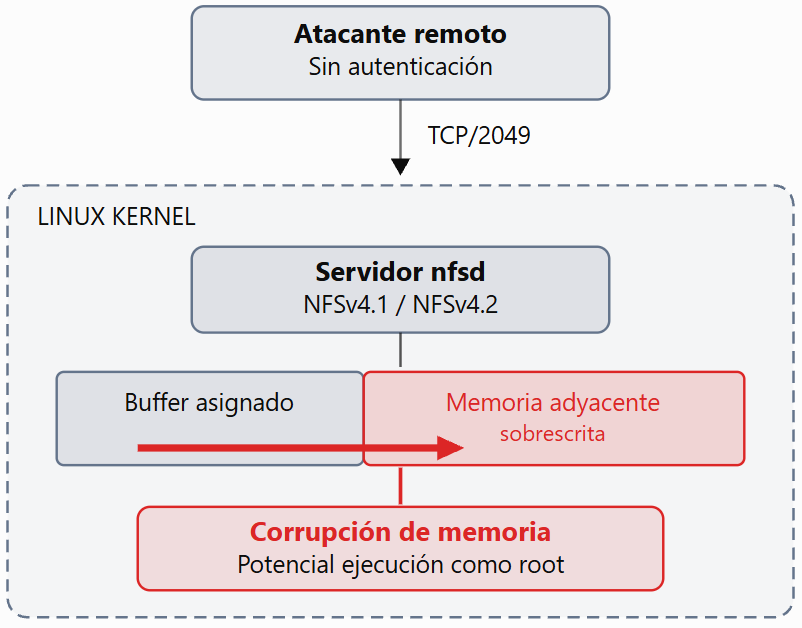 Atacante remoto
Sin autenticación
TCP/2049
LINUX KERNEL
Servidor nfsd
NFSv4.1 / NFSv4.2
Buffer asignado
Memoria adyacente
sobrescrita
Corrupción de memoria
Potencial ejecución como root